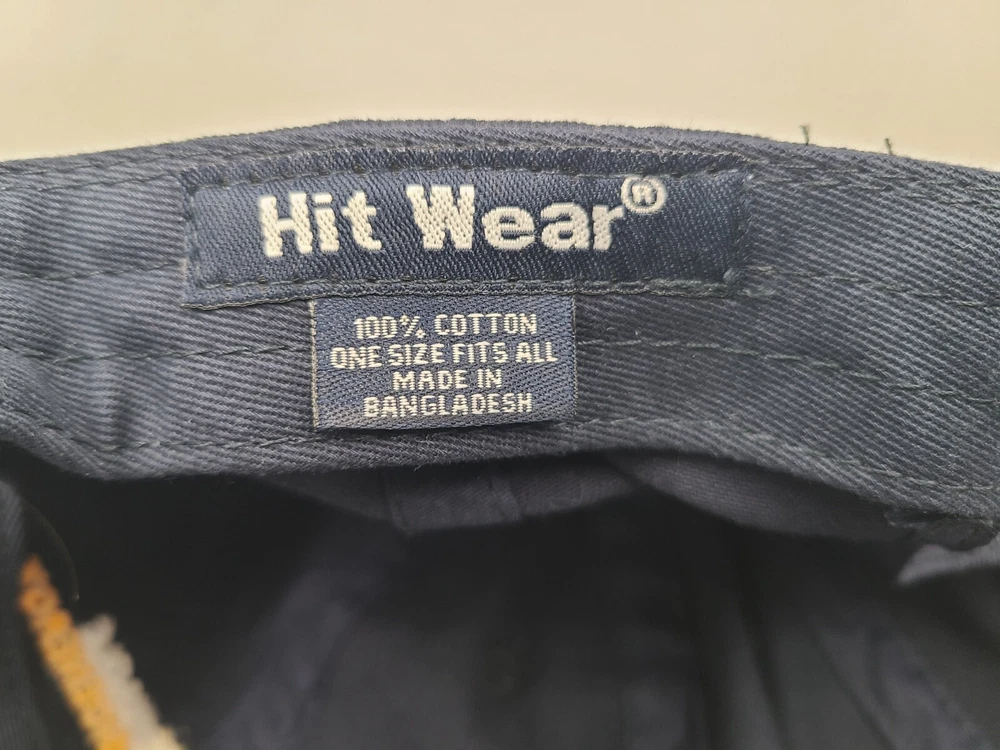 Hit Wear®
100% COTTON
ONE SIZE FITS ALL
MADE IN
BANGLADESH